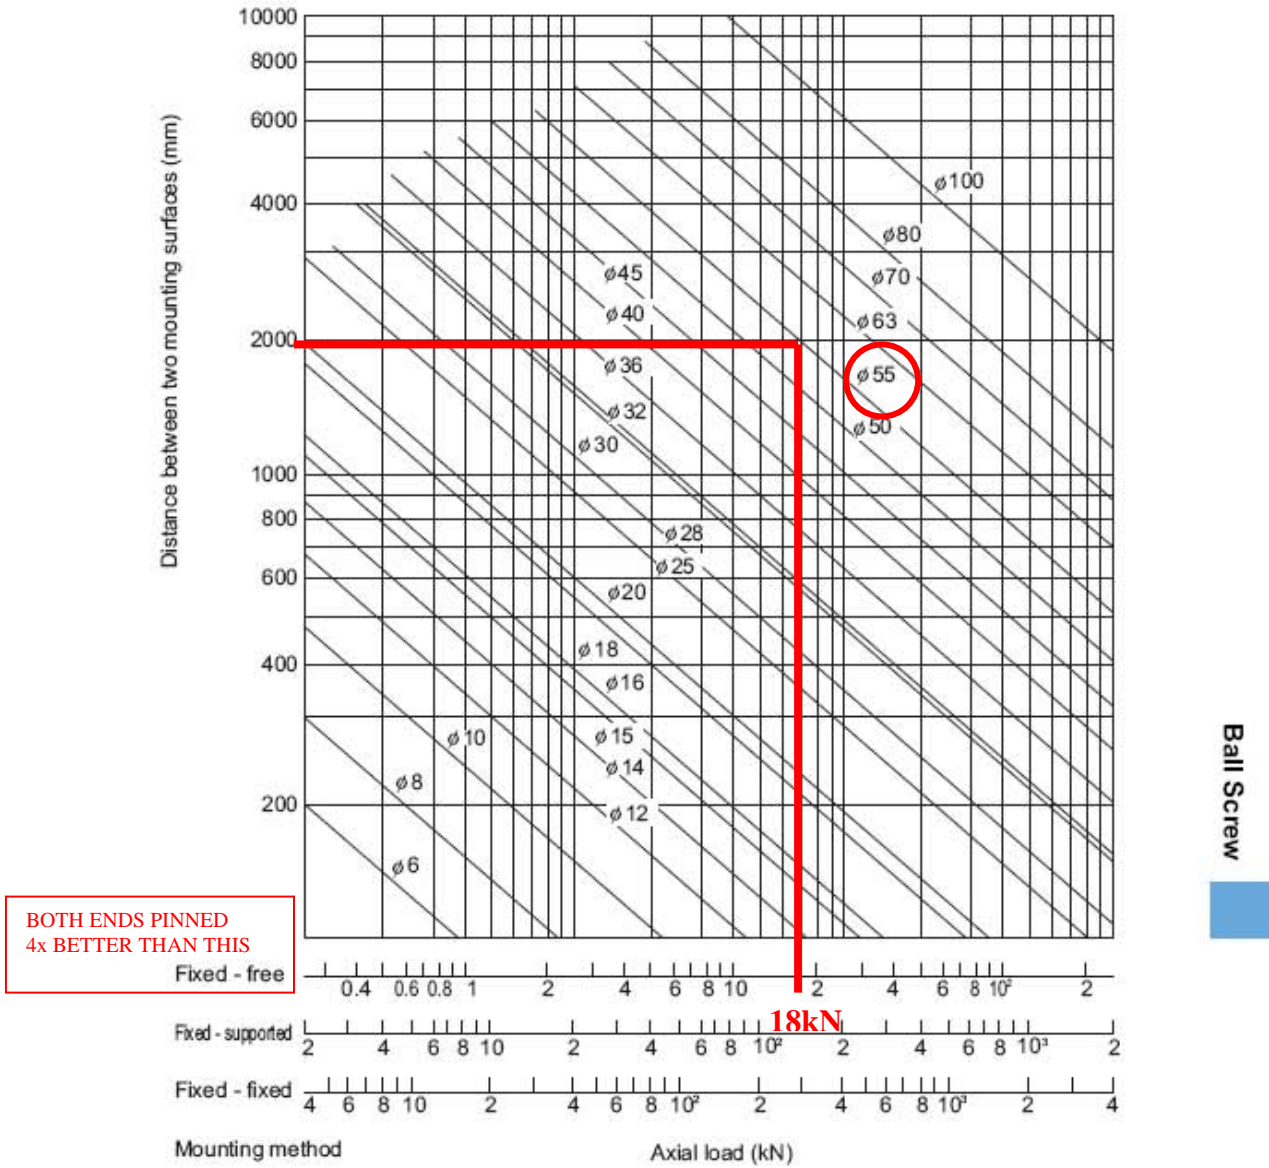 10000
8000
6000
4000
2000
1000
800
600
400
200
Distance between two mounting surfaces (mm)
ø100
ø80
ø70
ø63
ø55
ø50
ø45
ø40
ø36
ø32
ø30
ø28
ø25
ø20
ø18
ø16
ø15
ø14
ø12
ø10
ø8
ø6
Ball Screw
BOTH ENDS PINNED
4x BETTER THAN THIS
Fixed - free 0.4 0.6 0.8 1 2 4 6 8 10 2 4 6 8 10² 2
18kN
Fixed - supported 2 4 6 8 10 2 4 6 8 10² 2 4 6 8 10³ 2
Fixed - fixed 4 6 8 10 2 4 6 8 10² 2 4 6 8 10³ 2 4
Mounting method Axial load (kN)